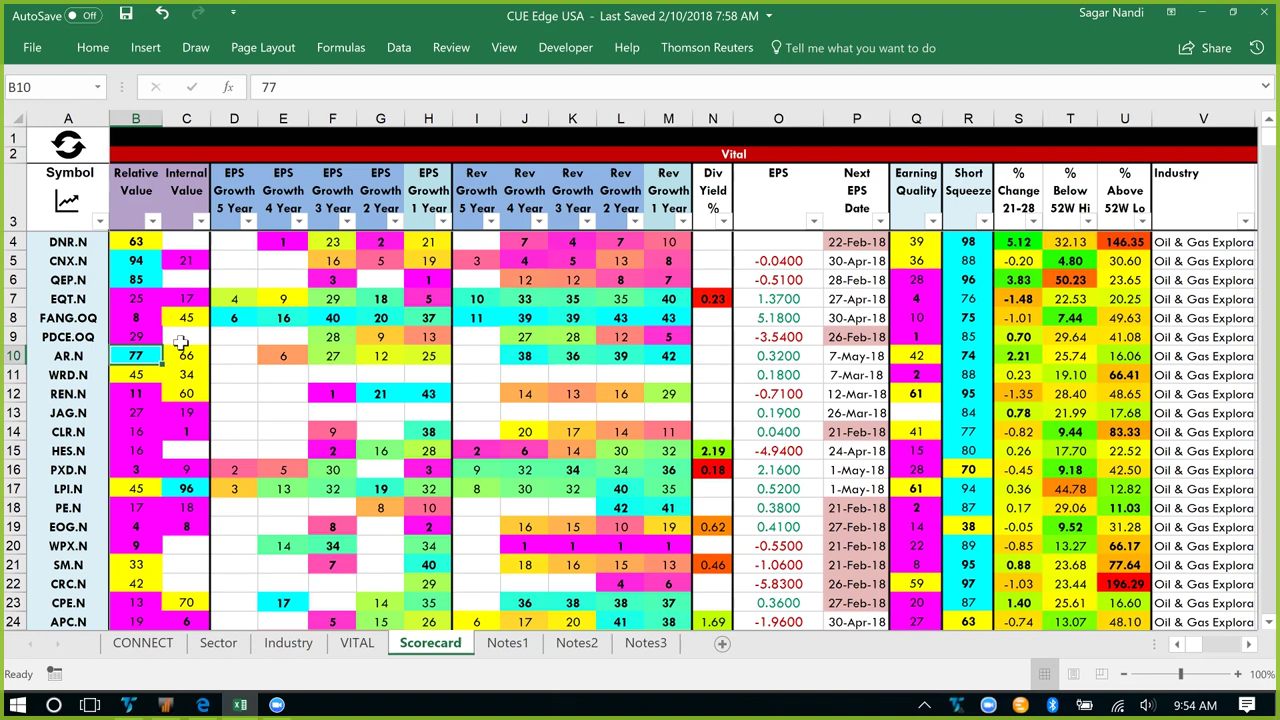 AutoSave Off CUE Edge USA - Last Saved 2/10/2018 7:58 AM Sagar Nandi
File Home Insert Draw Page Layout Formulas Data Review View Developer Help Thomson Reuters Tell me what you want to do Share
B10 fx 77
A B C D E F G H I J K L M N O P Q R S T U V
1
2 Vital
Symbol Relative Value Internal Value EPS Growth 5 Year EPS Growth 4 Year EPS Growth 3 Year EPS Growth 2 Year EPS Growth 1 Year Rev Growth 5 Year Rev Growth 4 Year Rev Growth 3 Year Rev Growth 2 Year Rev Growth 1 Year Div Yield % EPS Next EPS Date Earning Quality Short Squeeze % Change 21-28 % Below 52W Hi % Above 52W Lo Industry
3
4 DNR.N 63 1 23 2 21 7 4 7 10 22-Feb-18 39 98 5.12 32.13 146.35 Oil & Gas Explora
5 CNX.N 94 21 16 5 19 3 4 5 13 8 -0.0400 30-Apr-18 36 88 -0.20 4.80 30.60 Oil & Gas Explora
6 QEP.N 85 3 1 12 12 8 7 -0.5100 28-Feb-18 28 96 3.83 50.23 23.65 Oil & Gas Explora
7 EQT.N 25 17 4 9 29 18 5 10 33 35 35 40 0.23 1.3700 27-Apr-18 4 76 -1.48 22.53 20.25 Oil & Gas Explora
8 FANG.OQ 8 45 6 16 40 20 37 11 39 39 43 43 5.1800 30-Apr-18 10 75 -1.01 7.44 49.63 Oil & Gas Explora
9 PDCE.OQ 29 28 9 13 9 4 12 5 -3.5400 26-Feb-18 1 85 0.70 29.64 41.08 Oil & Gas Explora
10 AR.N 77 66 6 27 12 25 38 36 39 42 0.3200 7-May-18 42 74 2.21 25.74 16.06 Oil & Gas Explora
11 WRD.N 45 34 0.1800 7-Mar-18 2 88 0.23 19.10 66.41 Oil & Gas Explora
12 REN.N 11 60 1 21 43 14 13 16 29 -0.7100 12-Mar-18 61 95 -1.35 28.40 48.65 Oil & Gas Explora
13 JAG.N 27 19 0.1900 26-Mar-18 84 0.78 21.99 17.68 Oil & Gas Explora
14 CLR.N 16 1 9 38 20 17 14 11 0.0400 21-Feb-18 41 77 -0.82 9.44 83.33 Oil & Gas Explora
15 HES.N 16 2 16 28 2 6 14 30 32 2.19 -4.9400 24-Apr-18 15 80 0.26 17.70 22.52 Oil & Gas Explora
16 PXD.N 3 9 2 5 30 3 9 32 34 34 36 0.18 2.1600 1-May-18 28 70 -0.45 9.18 42.50 Oil & Gas Explora
17 LPI.N 45 96 3 13 32 19 32 8 30 32 40 35 0.5200 1-May-18 61 94 0.36 44.78 12.82 Oil & Gas Explora
18 PE.N 17 18 8 10 42 41 0.3800 21-Feb-18 2 87 0.17 29.06 11.03 Oil & Gas Explora
19 EOG.N 4 8 8 2 16 15 10 19 0.62 0.4100 27-Feb-18 14 38 -0.05 9.52 31.28 Oil & Gas Explora
20 WPX.N 9 14 34 34 1 1 1 1 -0.5500 21-Feb-18 22 89 -0.85 13.27 66.17 Oil & Gas Explora
21 SM.N 33 7 40 18 16 15 13 0.46 -1.0600 21-Feb-18 8 95 0.88 23.68 77.64 Oil & Gas Explora
22 CRC.N 42 29 4 6 -5.8300 26-Feb-18 59 97 -1.03 23.44 196.29 Oil & Gas Explora
23 CPE.N 13 70 17 14 35 36 38 38 37 0.3600 27-Feb-18 20 87 1.40 25.61 16.60 Oil & Gas Explora
24 APC.N 19 6 5 15 26 6 17 20 41 38 1.69 -1.9600 30-Apr-18 27 63 -0.74 13.07 48.10 Oil & Gas Explora
CONNECT Sector Industry VITAL Scorecard Notes1 Notes2 Notes3
Ready 100%
9:54 AM